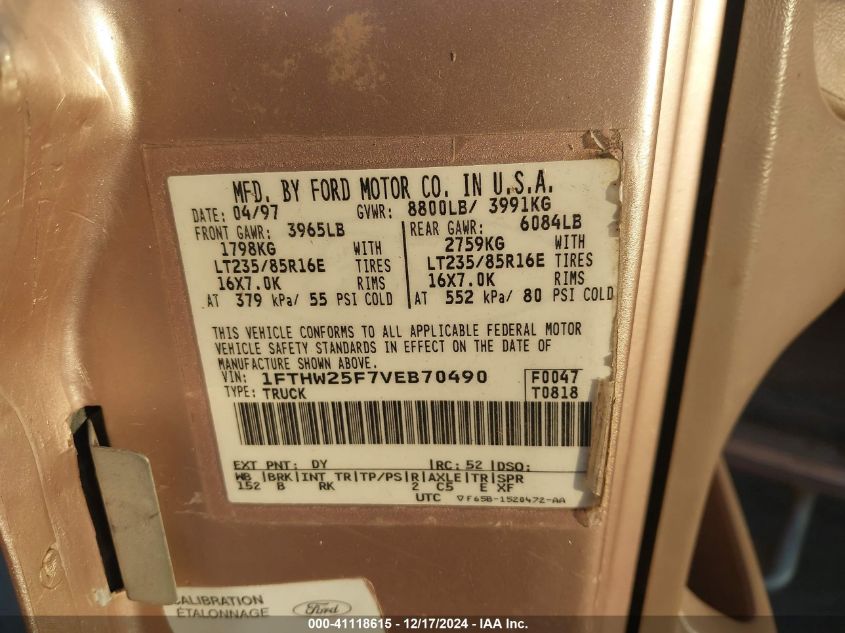 MFD. BY FORD MOTOR CO. IN U.S.A.
DATE: 04/97 GVWR: 8800LB/ 3991KG
FRONT GAWR: 3965LB REAR GAWR: 6084LB
1798KG WITH 2759KG WITH
LT235/85R16E TIRES LT235/85R16E TIRES
16X7.0K RIMS 16X7.0K RIMS
AT 379 kPa/ 55 PSI COLD AT 552 kPa/ 80 PSI COLD
THIS VEHICLE CONFORMS TO ALL APPLICABLE FEDERAL MOTOR
VEHICLE SAFETY STANDARDS IN EFFECT ON THE DATE OF
MANUFACTURE SHOWN ABOVE.
VIN: 1FTHW25F7VEB70490 F0047
TYPE: TRUCK T0818
EXT PNT: DY RC: 52 DSO:
WB BRK INT TR TP/PS R AXLE TR SPR
152 B RK 2 C5 E XF
UTC ▽F65B-1520472-AA
CALIBRATION
ÉTALONNAGE Ford
000-41118615 - 12/17/2024 - IAA Inc.